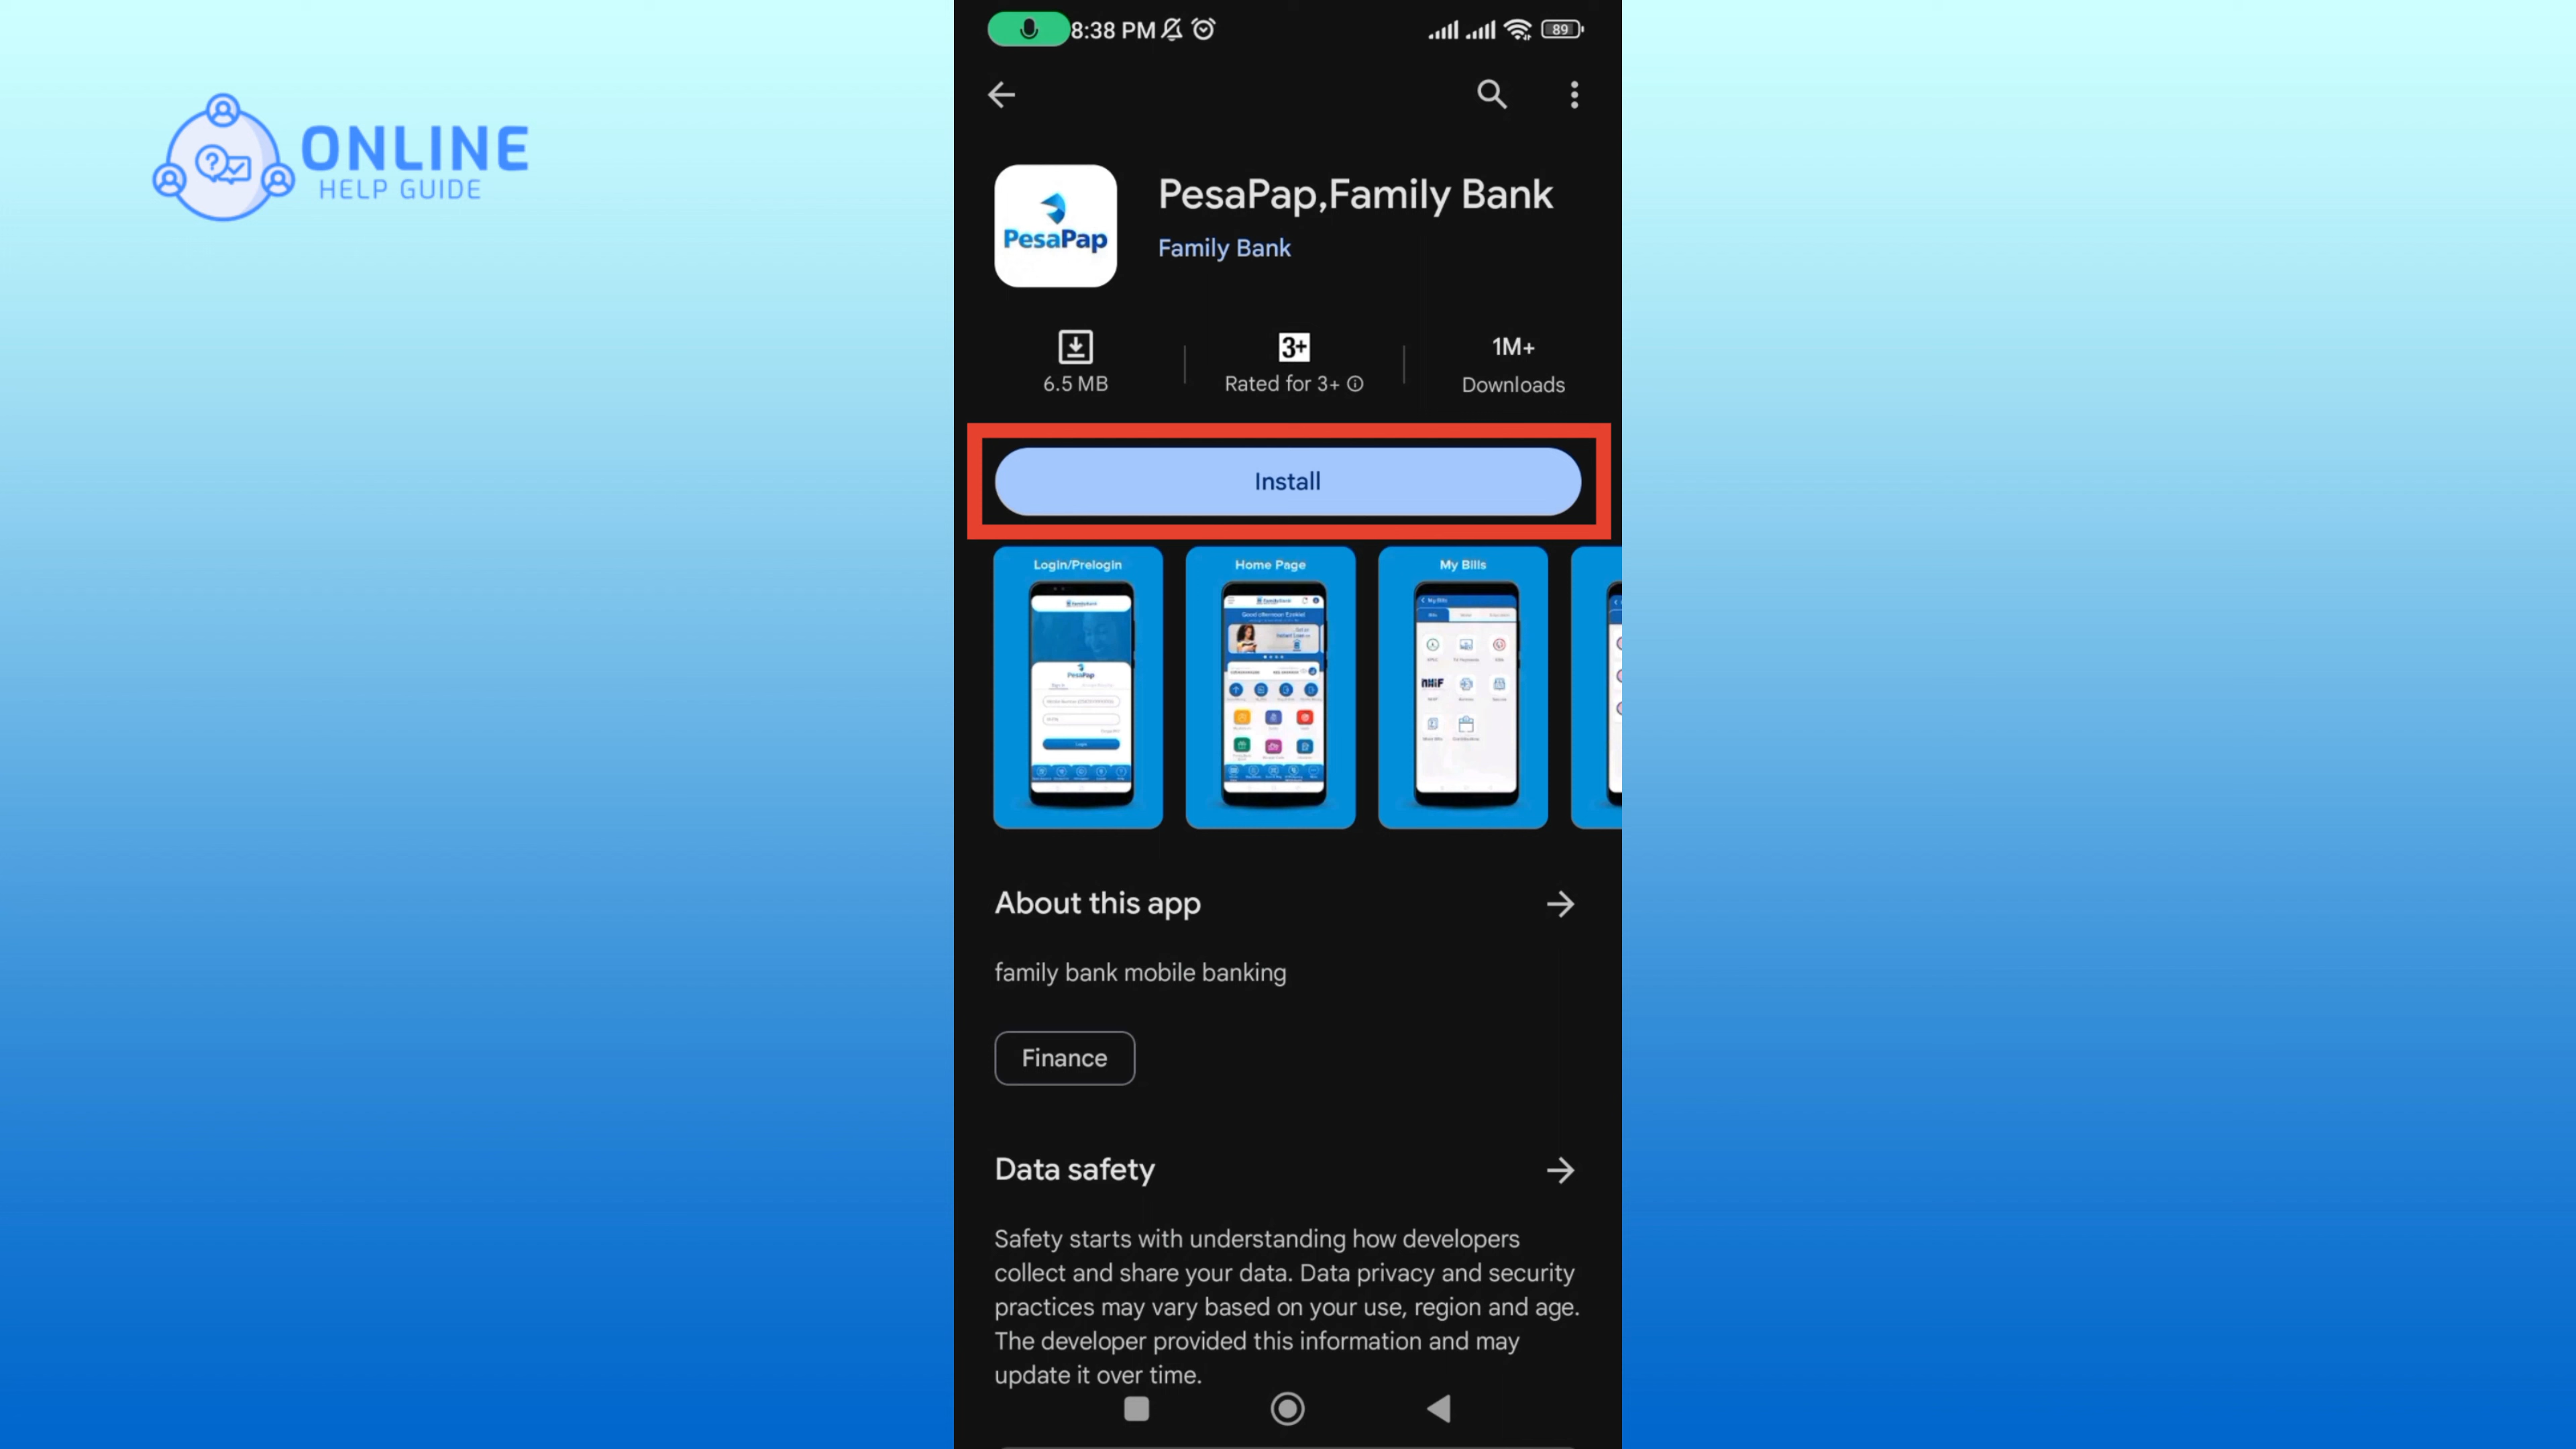 ONLINE
HELP GUIDE
8:38 PM
89
PesaPap
PesaPap,Family Bank
Family Bank
6.5 MB
3+
Rated for 3+
1M+
Downloads
Install
Login/Prelogin
Home Page
My Bills
PesaPap
NHIF
About this app
family bank mobile banking
Finance
Data safety
Safety starts with understanding how developers
collect and share your data. Data privacy and security
practices may vary based on your use, region and age.
The developer provided this information and may
update it over time.